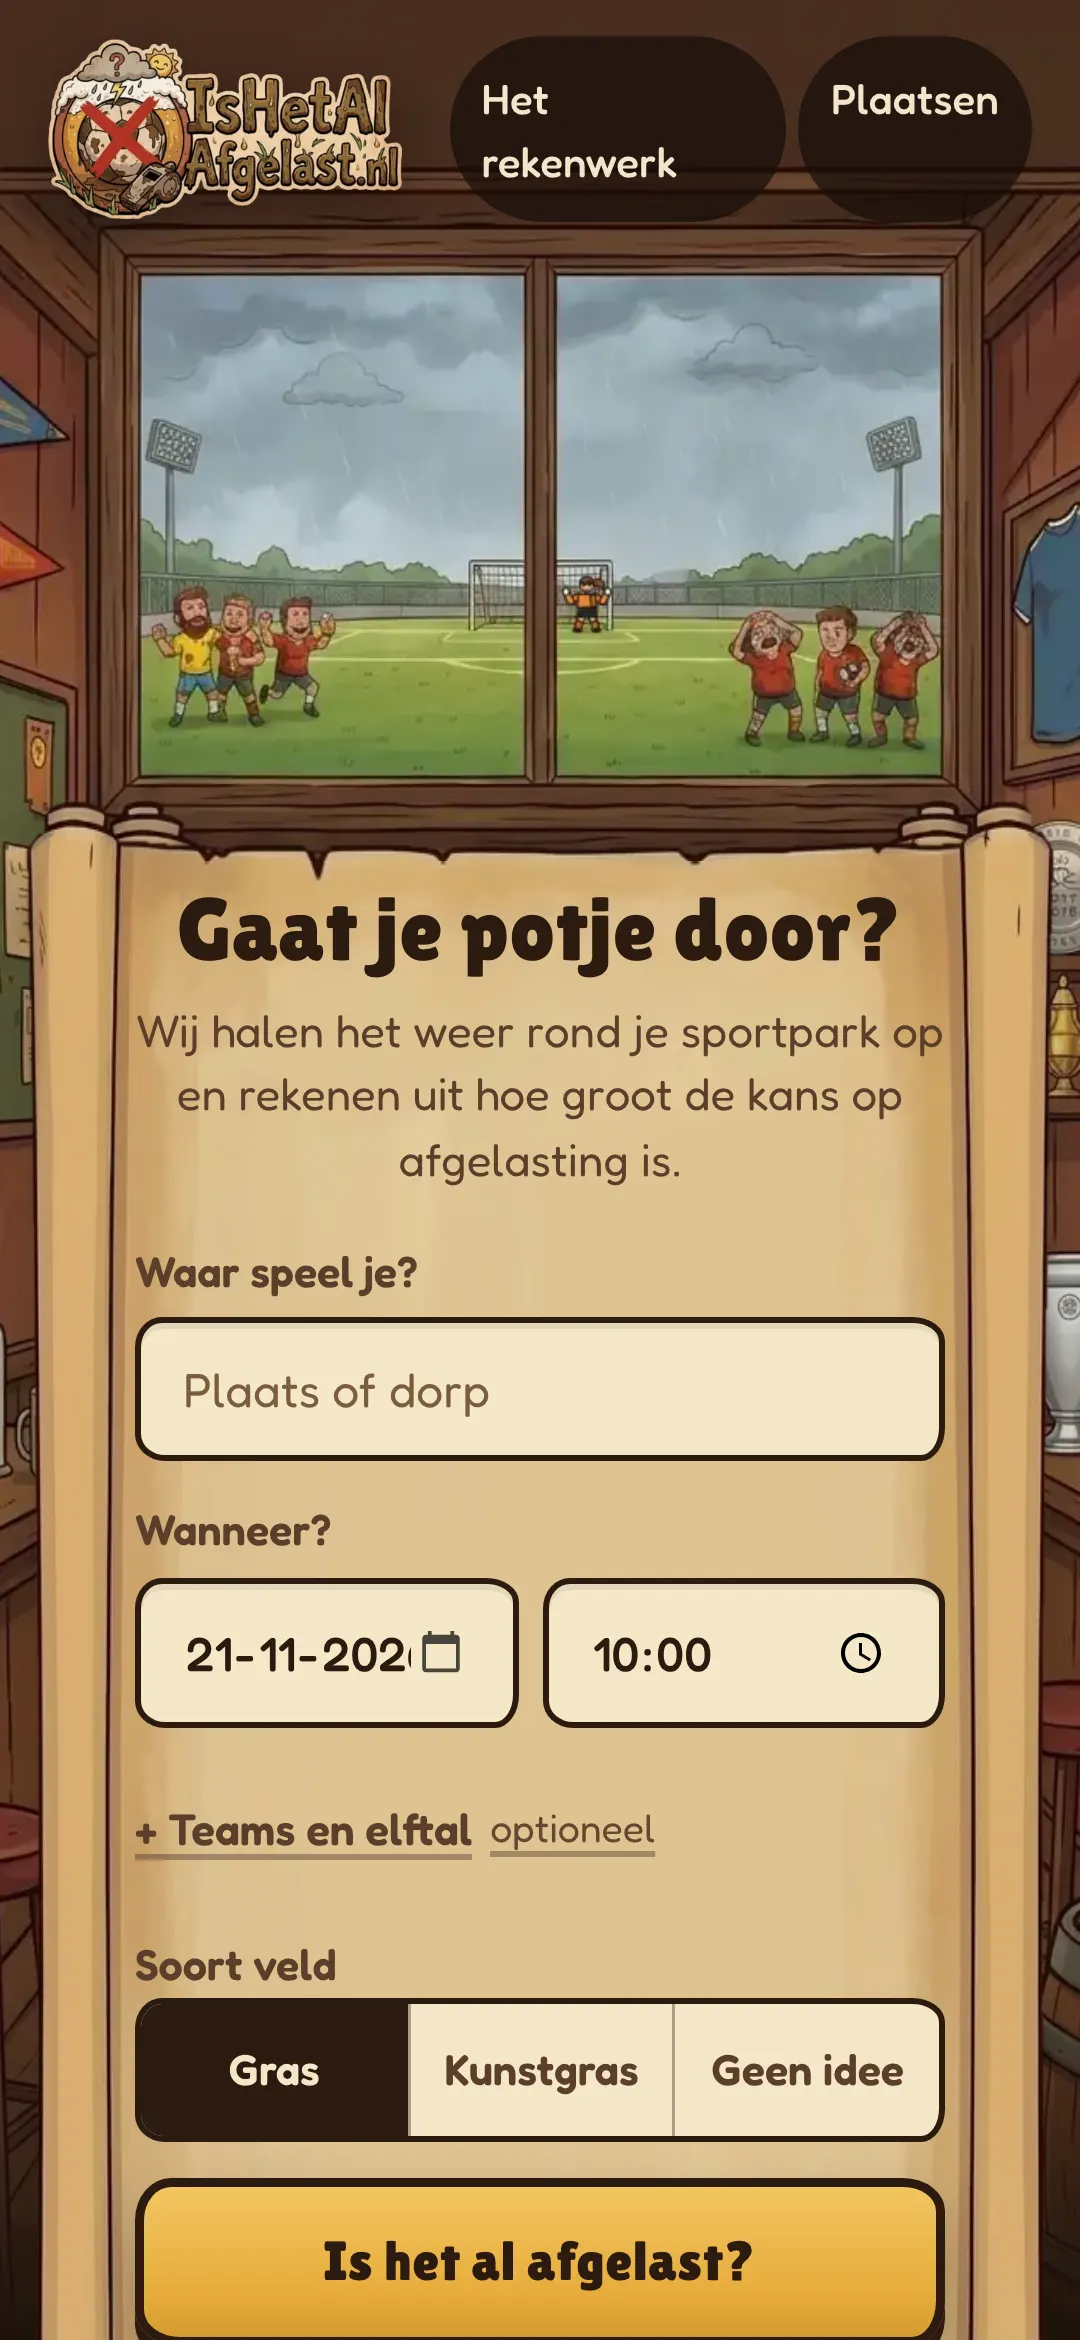 IsHetAl
Afgelast.nl
Het
rekenwerk
Plaatsen
Gaat je potje door?
Wij halen het weer rond je sportpark op
en rekenen uit hoe groot de kans op
afgelasting is.
Waar speel je?
Plaats of dorp
Wanneer?
21-11-202
10:00
+ Teams en elftal optioneel
Soort veld
Gras Kunstgras Geen idee
Is het al afgelast?